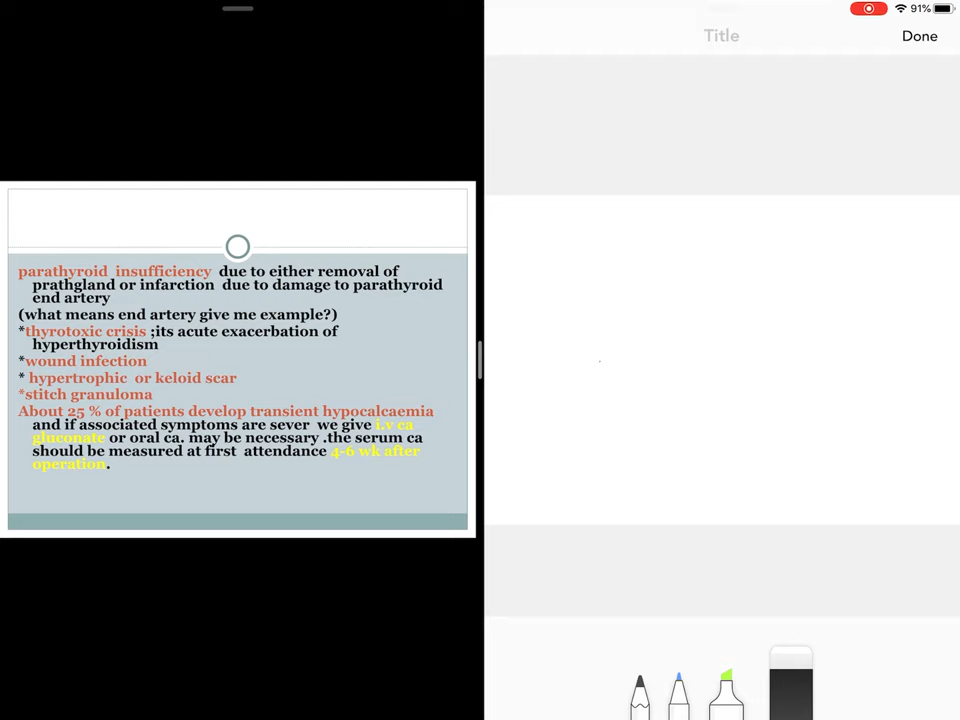 91%
Title
Done
parathyroid insufficiency due to either removal of
prathgland or infarction due to damage to parathyroid
end artery
(what means end artery give me example?)
*thyrotoxic crisis ;its acute exacerbation of
hyperthyroidism
*wound infection
* hypertrophic or keloid scar
*stitch granuloma
About 25 % of patients develop transient hypocalcaemia
and if associated symptoms are sever we give i.v ca
gluconate or oral ca. may be necessary .the serum ca
should be measured at first attendance 4-6 wk after
operation.